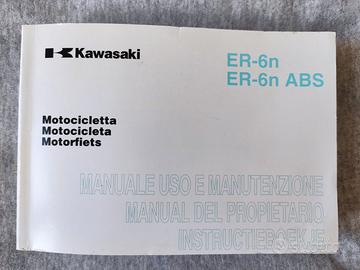 Kawasaki
ER-6n
ER-6n ABS
Motocicletta
Motocicleta
Motorfiets
MANUALE USO E MANUTENZIONE
MANUAL DEL PROPIETARIO
INSTRUCTIEBOEKJE